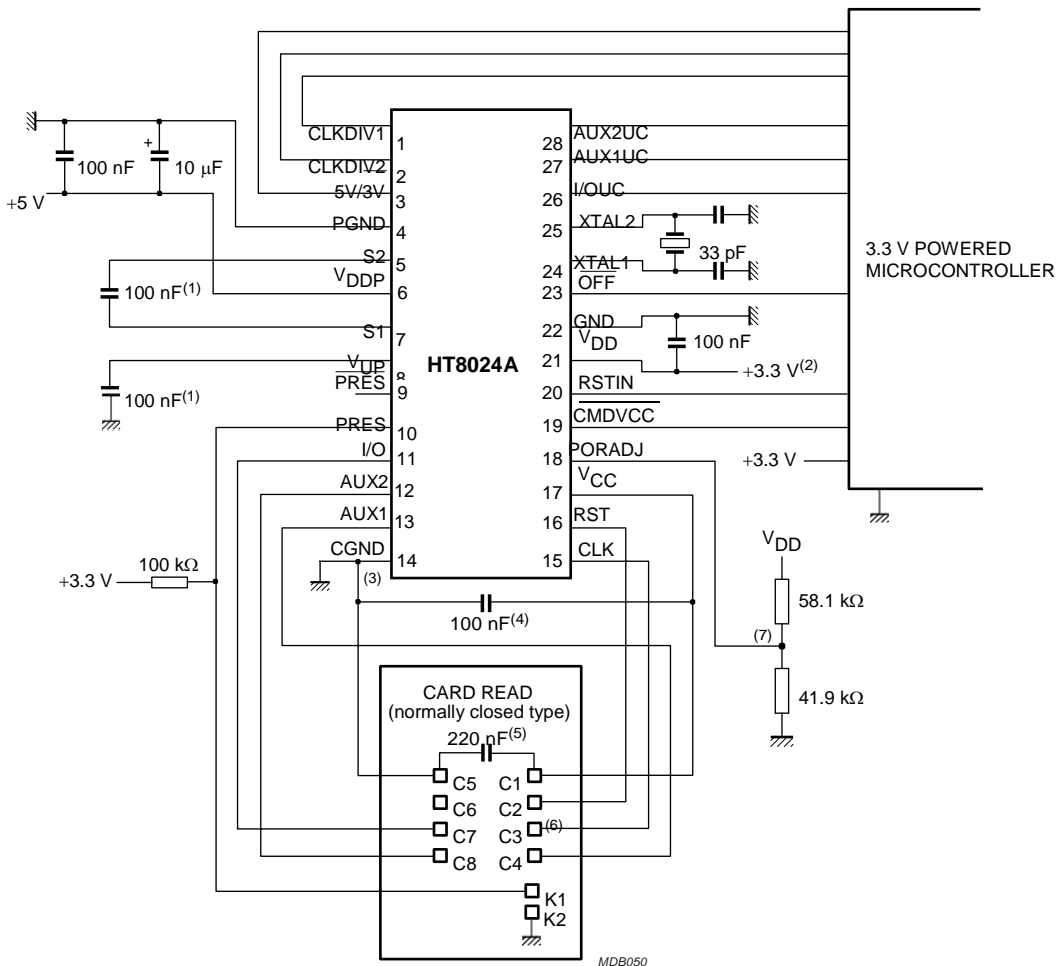 CLKDIV1
1
28
AUX2UC
100 nF
+
10 μF
CLKDIV2
2
27
AUX1UC
+5 V
5V/3V
3
26
I/OUC
PGND
4
25
XTAL2
33 pF
3.3 V POWERED
MICROCONTROLLER
S2
5
24
XTAL1
100 nF(1)
VDDP
6
23
OFF
S1
7
22
GND
VDD
100 nF
HT8024A
VUP
8
21
+3.3 V(2)
100 nF(1)
PRES
9
20
RSTIN
PRES
10
19
CMDVCC
I/O
11
18
PORADJ
+3.3 V
AUX2
12
17
VCC
AUX1
13
16
RST
CGND
14
15
CLK
VDD
+3.3 V
100 kΩ
(3)
58.1 kΩ
100 nF(4)
(7)
41.9 kΩ
CARD READ
(normally closed type)
220 nF(5)
C5
C1
C6
C2
C7
C3
(6)
C8
C4
K1
K2
MDB050